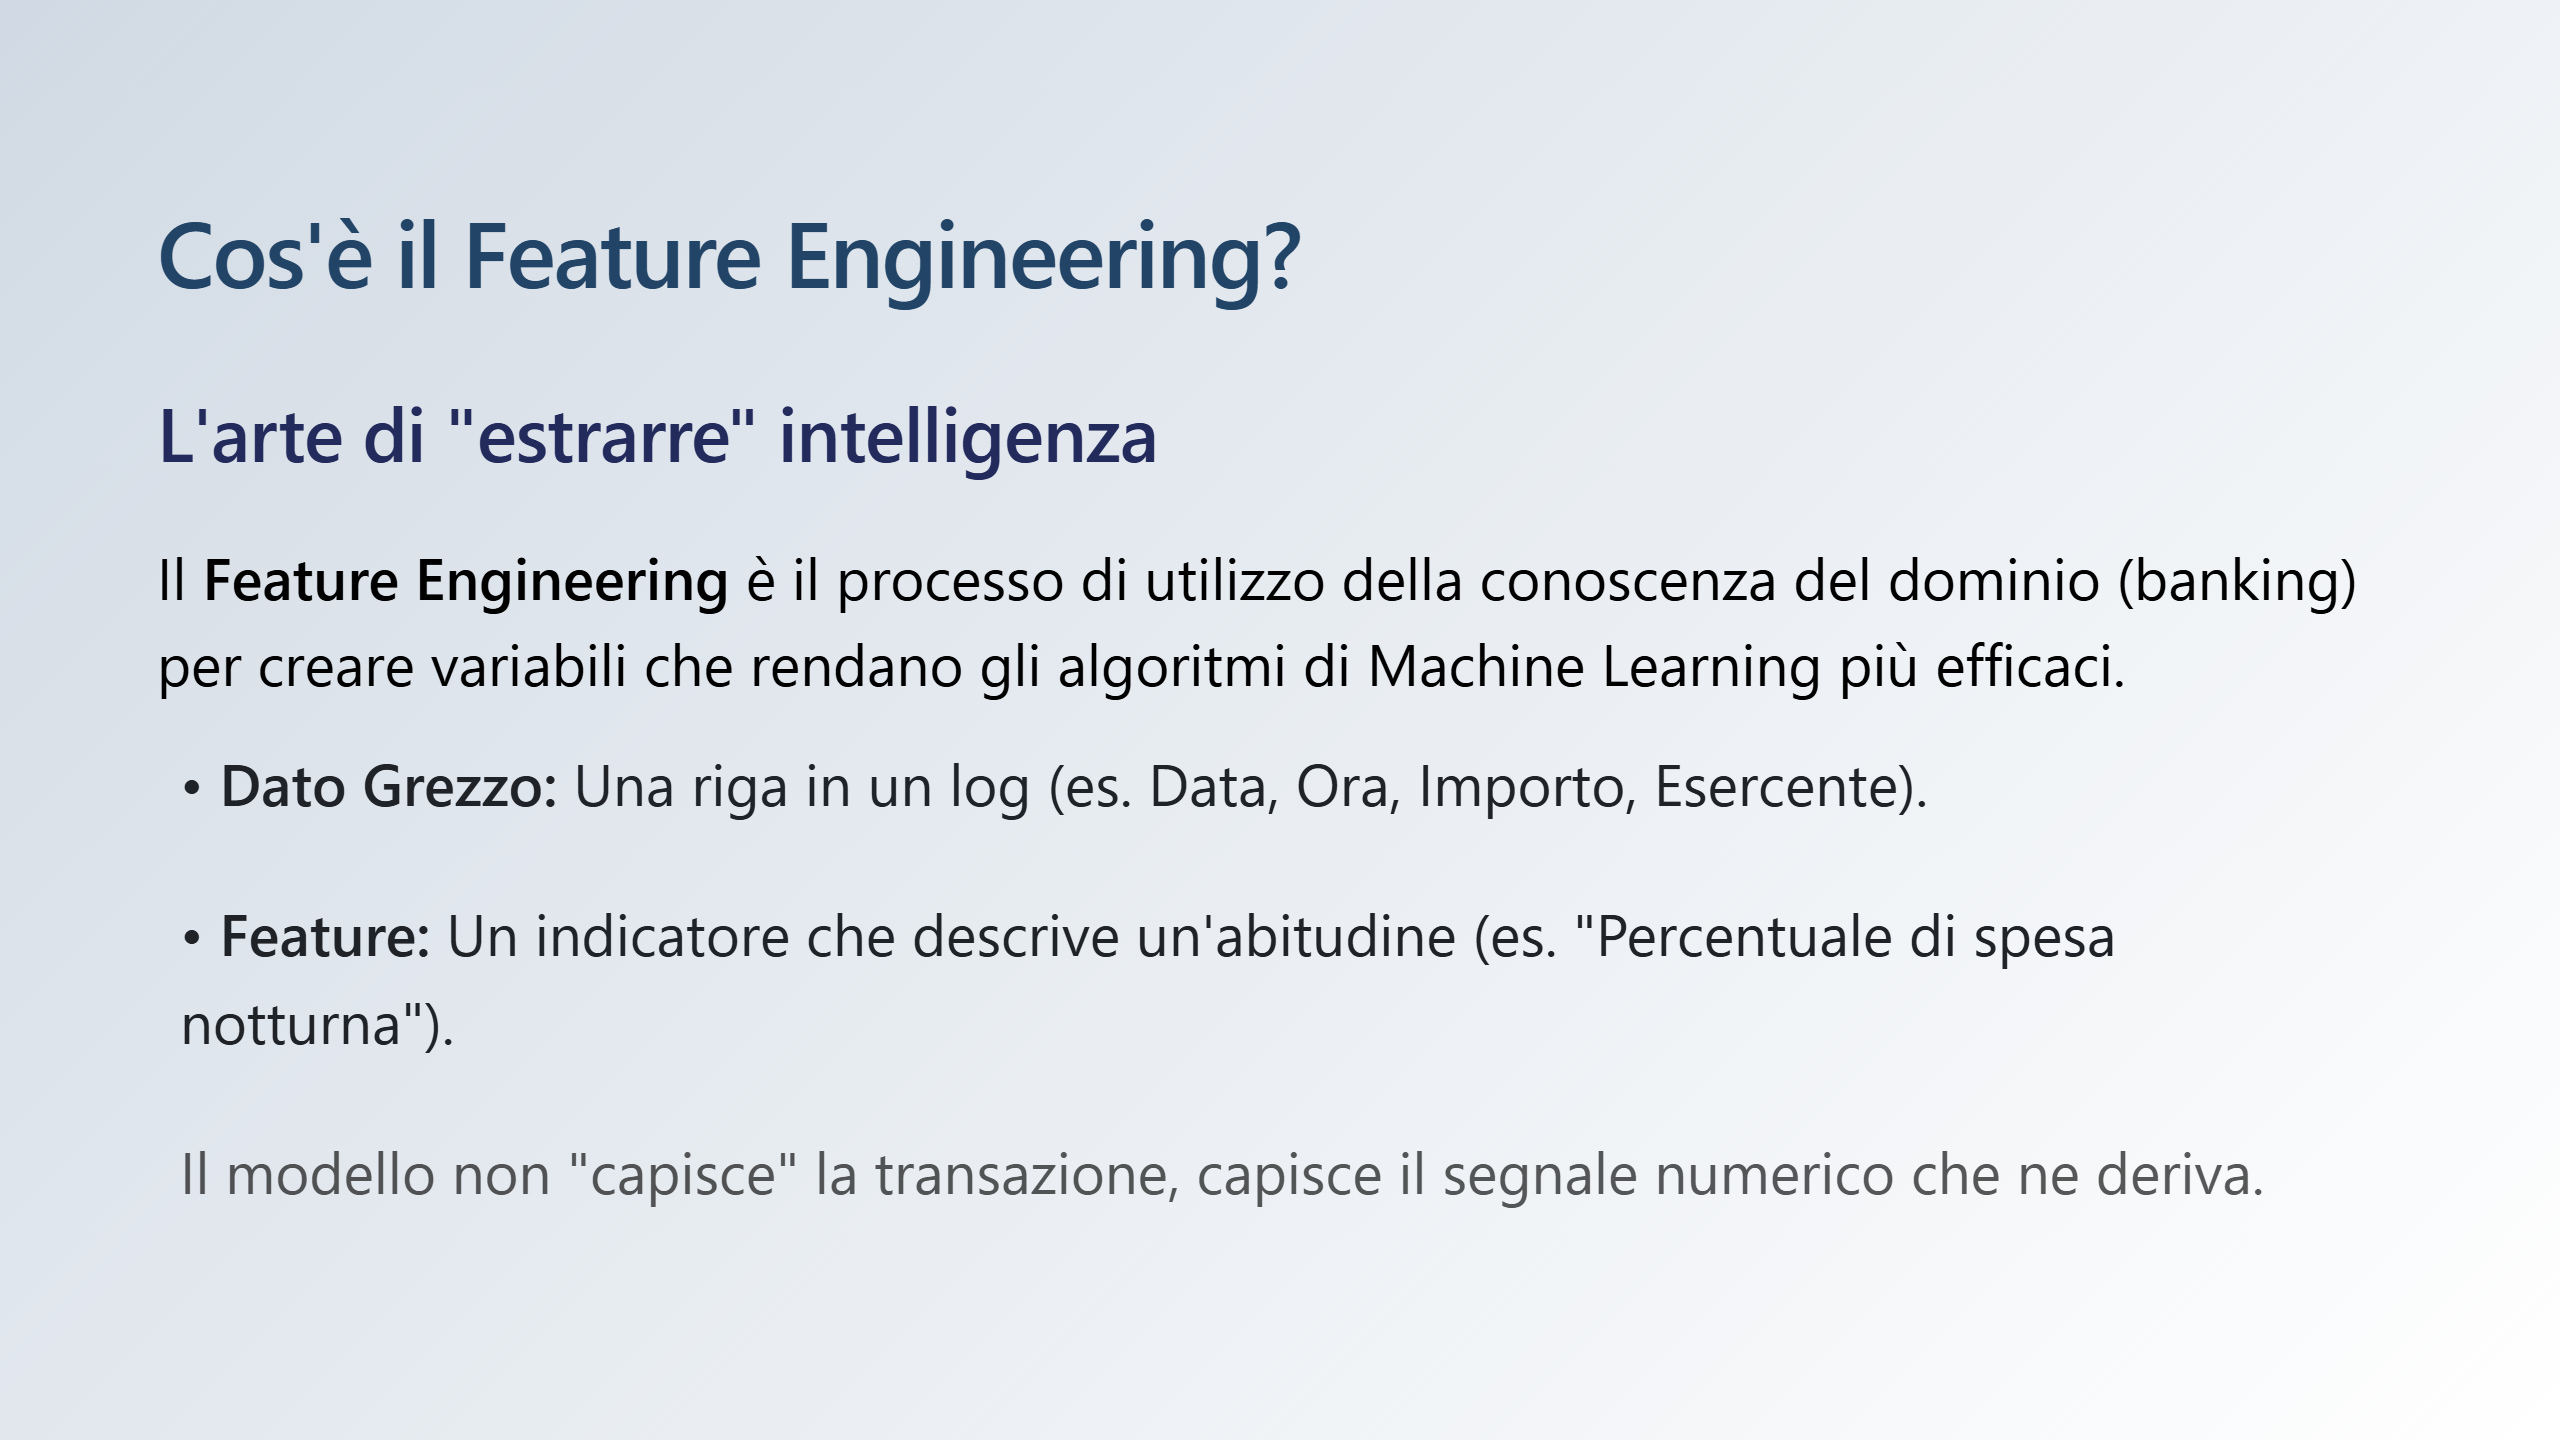 Cos'è il Feature Engineering?
L'arte di "estrarre" intelligenza
Il Feature Engineering è il processo di utilizzo della conoscenza del dominio (banking)
per creare variabili che rendano gli algoritmi di Machine Learning più efficaci.
• Dato Grezzo: Una riga in un log (es. Data, Ora, Importo, Esercente).
• Feature: Un indicatore che descrive un'abitudine (es. "Percentuale di spesa
notturna").
Il modello non "capisce" la transazione, capisce il segnale numerico che ne deriva.